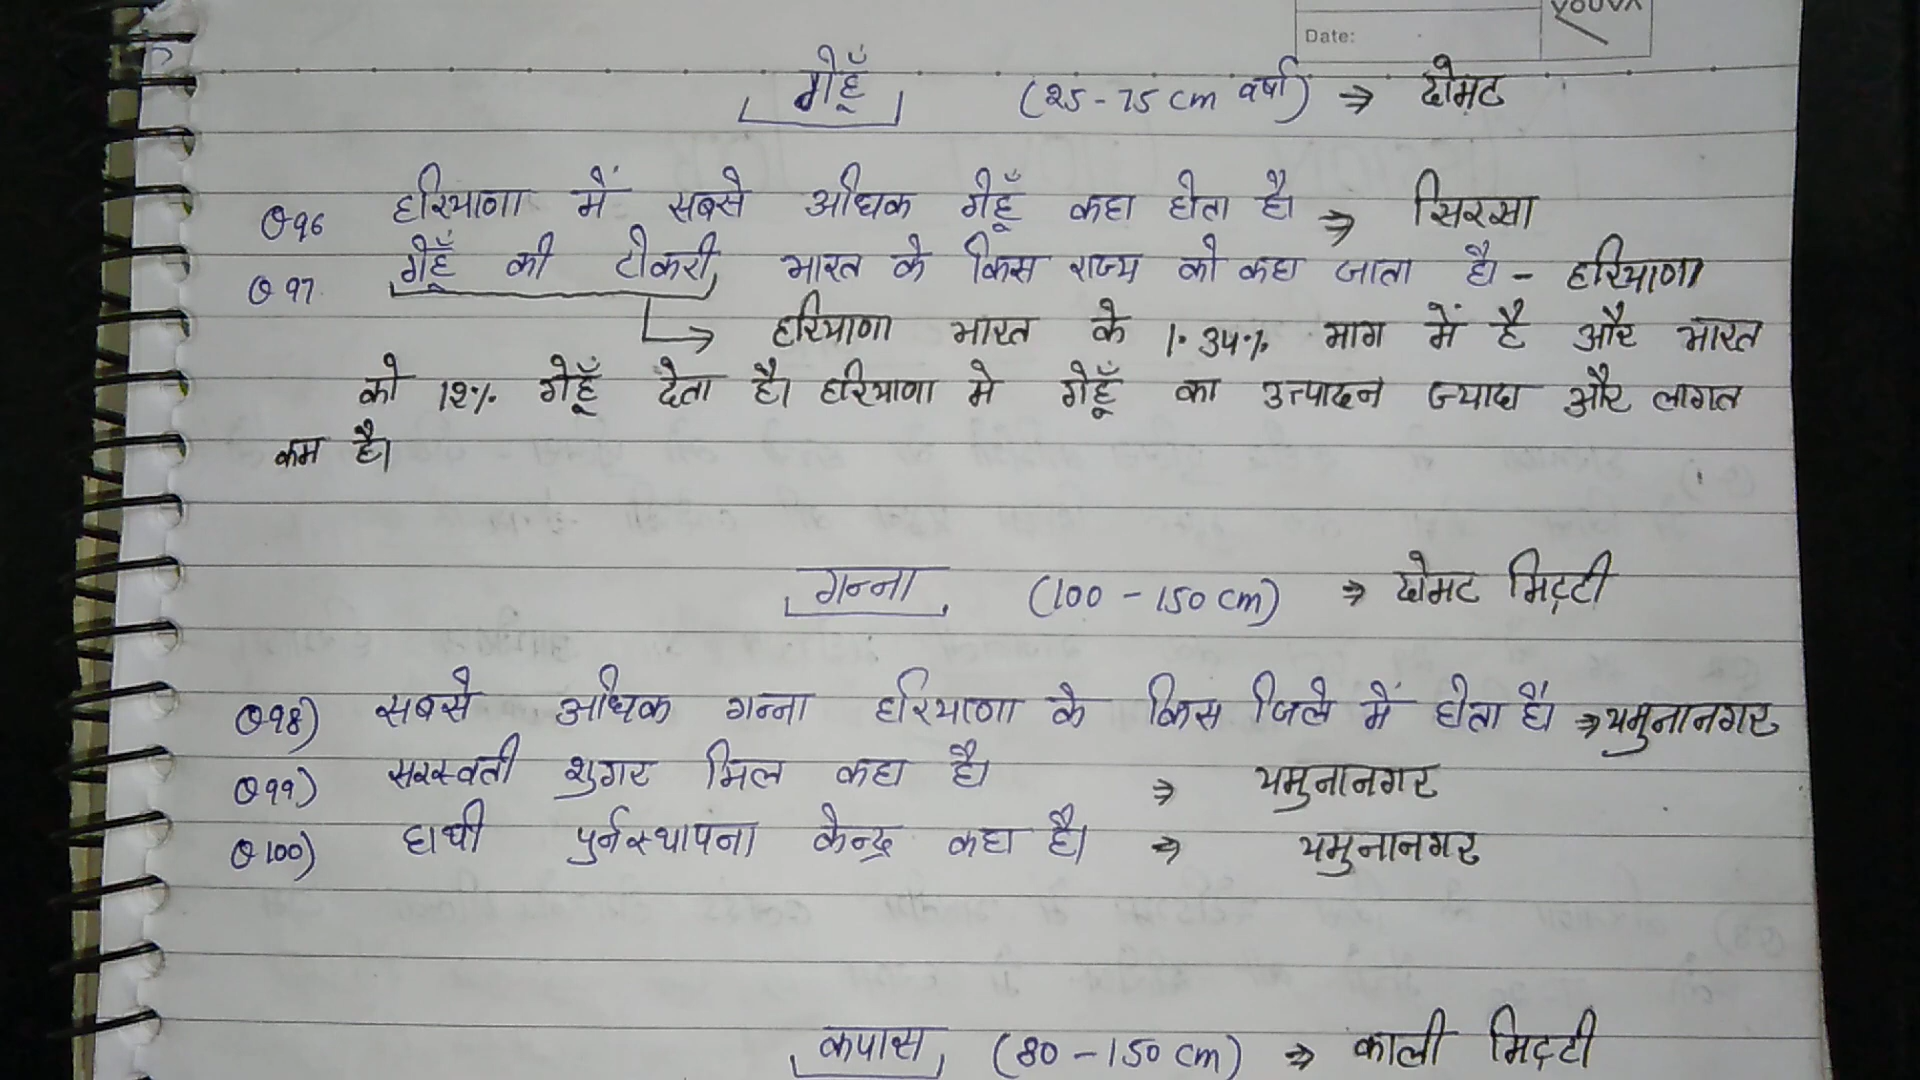 YOUVA
Date:
गेहूँ (25-75 cm वर्षा) ⇒ दोमट
Q96 हरियाणा में सबसे अधिक गेहूँ कहा होता है। ⇒ सिरसा
Q97. गेहूँ की टोकरी भारत के किस राज्य को कहा जाता है। - हरियाणा
↳ हरियाणा भारत के 1.34% भाग में है और भारत
को 12% गेहूँ देता है। हरियाणा मे गेहूँ का उत्पादन ज्यादा और लागत
कम है।
गन्ना (100-150 cm) ⇒ दोमट मिट्टी
Q98) सबसे अधिक गन्ना हरियाणा के किस जिले में होता है। ⇒ यमुनानगर
Q99) सरस्वती शुगर मिल कहा है। ⇒ यमुनानगर
Q100) हाथी पुर्नस्थापना केन्द्र कहा है। ⇒ यमुनानगर
कपास (80-150 cm) ⇒ काली मिट्टी